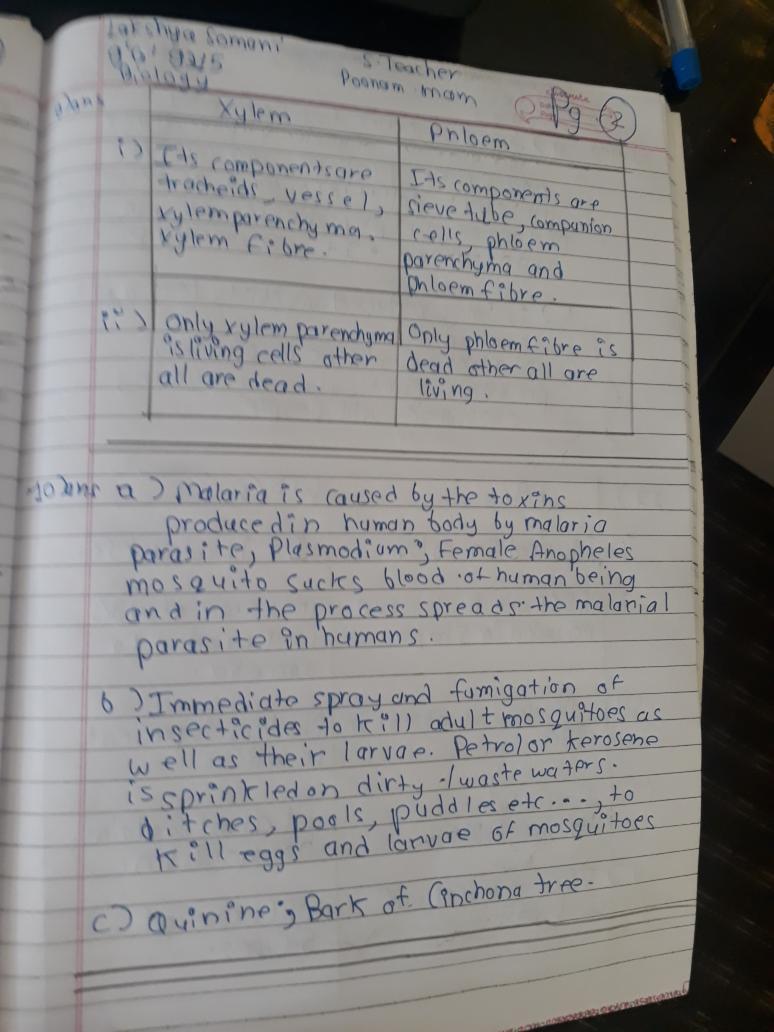 Lakshya Somani
Biology
S. Teacher
Poonam mam
Pg. 2
Xylem
Phloem
i) Its components are
tracheids, vessel,
xylem parenchyma.
xylem fibre.
Its components are
sieve tube, companion
cells, phloem
parenchyma and
phloem fibre.
ii) Only xylem parenchyma
is living cells other
all are dead.
Only phloem fibre is
dead other all are
living.
10 ans a) Malaria is caused by the toxins
produced in human body by malaria
parasite, Plasmodium; Female Anopheles
mosquito sucks blood of human being
and in the process spreads the malarial
parasite in humans.
b) Immediate spray and fumigation of
insecticides to kill adult mosquitoes as
well as their larvae. Petrol or kerosene
is sprinkled on dirty /waste waters.
ditches, pools, puddles etc...., to
kill eggs and larvae of mosquitoes
c) Quinine; Bark of Cinchona tree.